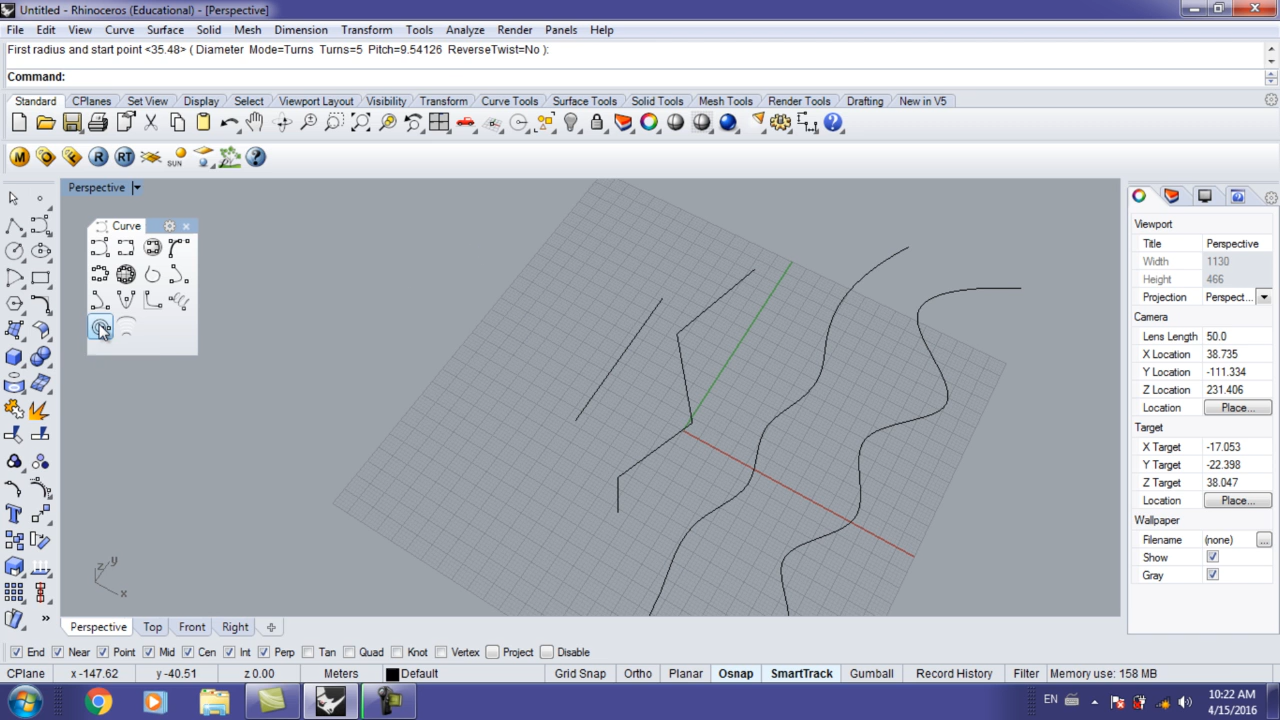 Untitled - Rhinoceros (Educational) - [Perspective]
File Edit View Curve Surface Solid Mesh Dimension Transform Tools Analyze Render Panels Help
First radius and start point <35.48> ( Diameter Mode=Turns Turns=5 Pitch=9.54126 ReverseTwist=No ):
Command:
Standard CPlanes Set View Display Select Viewport Layout Visibility Transform Curve Tools Surface Tools Solid Tools Mesh Tools Render Tools Drafting New in V5
M R RT SUN
Perspective
Curve
Viewport
Title Perspective
Width 1130
Height 466
Projection Perspect...
Camera
Lens Length 50.0
X Location 38.735
Y Location -111.334
Z Location 231.406
Location Place...
Target
X Target -17.053
Y Target -22.398
Z Target 38.047
Location Place...
Wallpaper
Filename (none) ...
Show
Gray
z y x
Perspective Top Front Right
End Near Point Mid Cen Int Perp Tan Quad Knot Vertex Project Disable
CPlane x -147.62 y -40.51 z 0.00 Meters Default Grid Snap Ortho Planar Osnap SmartTrack Gumball Record History Filter Memory use: 158 MB
EN 10:22 AM
4/15/2016